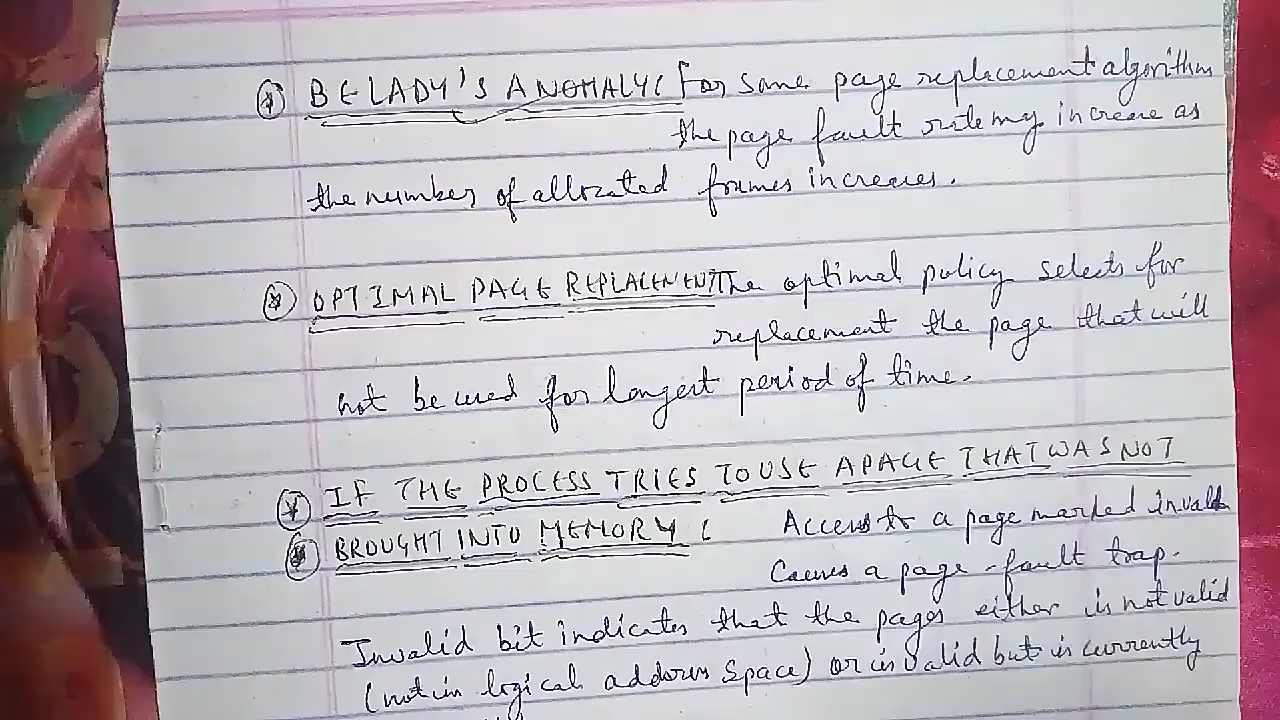 BELADY'S ANOMALY: For some page replacement algorithm
the page fault rate my increase as
the number of allocated frames increases.
OPTIMAL PAGE REPLACEMENT The optimal policy selects for
replacement the page that will
not be used for longest period of time.
IF THE PROCESS TRIES TO USE A PAGE THAT WAS NOT
BROUGHT INTO MEMORY : Access to a page marked invalid
Causes a page-fault trap.
Invalid bit indicates that the pages either is not valid
(not in logical address space) or is valid but is currently